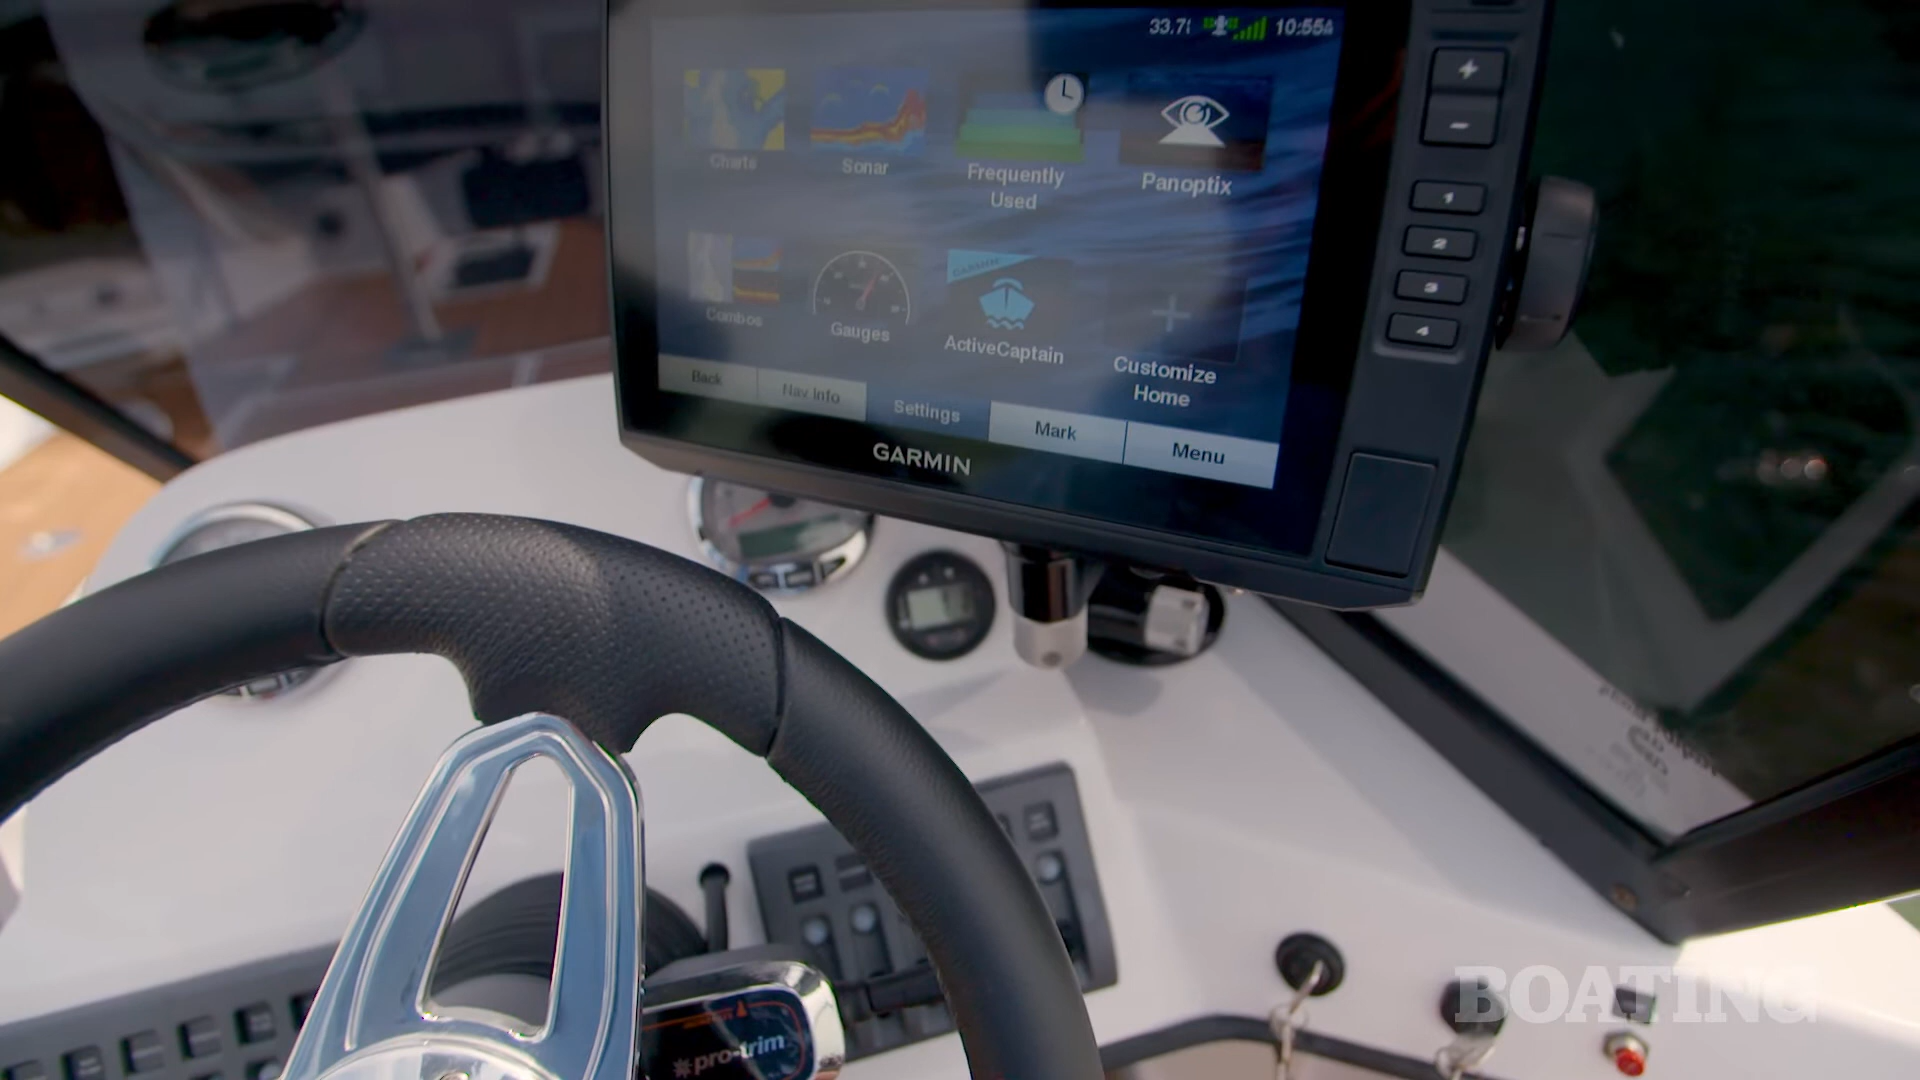 33.7
10:55A
Charts
Sonar
Frequently
Used
Panoptix
Combos
Gauges
GARMIN
ActiveCaptain
Customize
Home
Back
Nav Info
Settings
Mark
Menu
GARMIN
+
-
1
2
3
4
pro-trim
BOATING